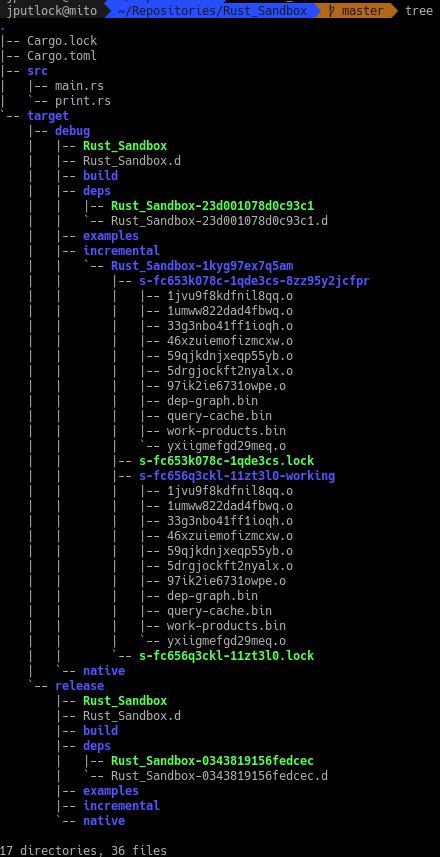 jputlock@mito ~/Repositories/Rust_Sandbox master tree
.
|-- Cargo.lock
|-- Cargo.toml
|-- src
|   |-- main.rs
|   `-- print.rs
`-- target
    |-- debug
    |   |-- Rust_Sandbox
    |   |-- Rust_Sandbox.d
    |   |-- build
    |   |-- deps
    |   |   |-- Rust_Sandbox-23d001078d0c93c1
    |   |   `-- Rust_Sandbox-23d001078d0c93c1.d
    |   |-- examples
    |   |-- incremental
    |   |   `-- Rust_Sandbox-1kyg97ex7q5am
    |   |       |-- s-fc653k078c-1qde3cs-8zz95y2jcfpr
    |   |       |   |-- 1jvu9f8kdfnil8qq.o
    |   |       |   |-- 1umww822dad4fbwq.o
    |   |       |   |-- 33g3nbo41ff1ioqh.o
    |   |       |   |-- 46xzuiemofizmcxw.o
    |   |       |   |-- 59qjkdnjxeqp55yb.o
    |   |       |   |-- 5drgjockft2nyalx.o
    |   |       |   |-- 97ik2ie6731owpe.o
    |   |       |   |-- dep-graph.bin
    |   |       |   |-- query-cache.bin
    |   |       |   |-- work-products.bin
    |   |       |   `-- yxiigmefgd29meq.o
    |   |       |-- s-fc653k078c-1qde3cs.lock
    |   |       |-- s-fc656q3ckl-11zt3l0-working
    |   |       |   |-- 1jvu9f8kdfnil8qq.o
    |   |       |   |-- 1umww822dad4fbwq.o
    |   |       |   |-- 33g3nbo41ff1ioqh.o
    |   |       |   |-- 46xzuiemofizmcxw.o
    |   |       |   |-- 59qjkdnjxeqp55yb.o
    |   |       |   |-- 5drgjockft2nyalx.o
    |   |       |   |-- 97ik2ie6731owpe.o
    |   |       |   |-- dep-graph.bin
    |   |       |   |-- query-cache.bin
    |   |       |   |-- work-products.bin
    |   |       |   `-- yxiigmefgd29meq.o
    |   |       `-- s-fc656q3ckl-11zt3l0.lock
    |   `-- native
    `-- release
        |-- Rust_Sandbox
        |-- Rust_Sandbox.d
        |-- build
        |-- deps
        |   |-- Rust_Sandbox-0343819156fedcec
        |   `-- Rust_Sandbox-0343819156fedcec.d
        |-- examples
        |-- incremental
        `-- native
17 directories, 36 files